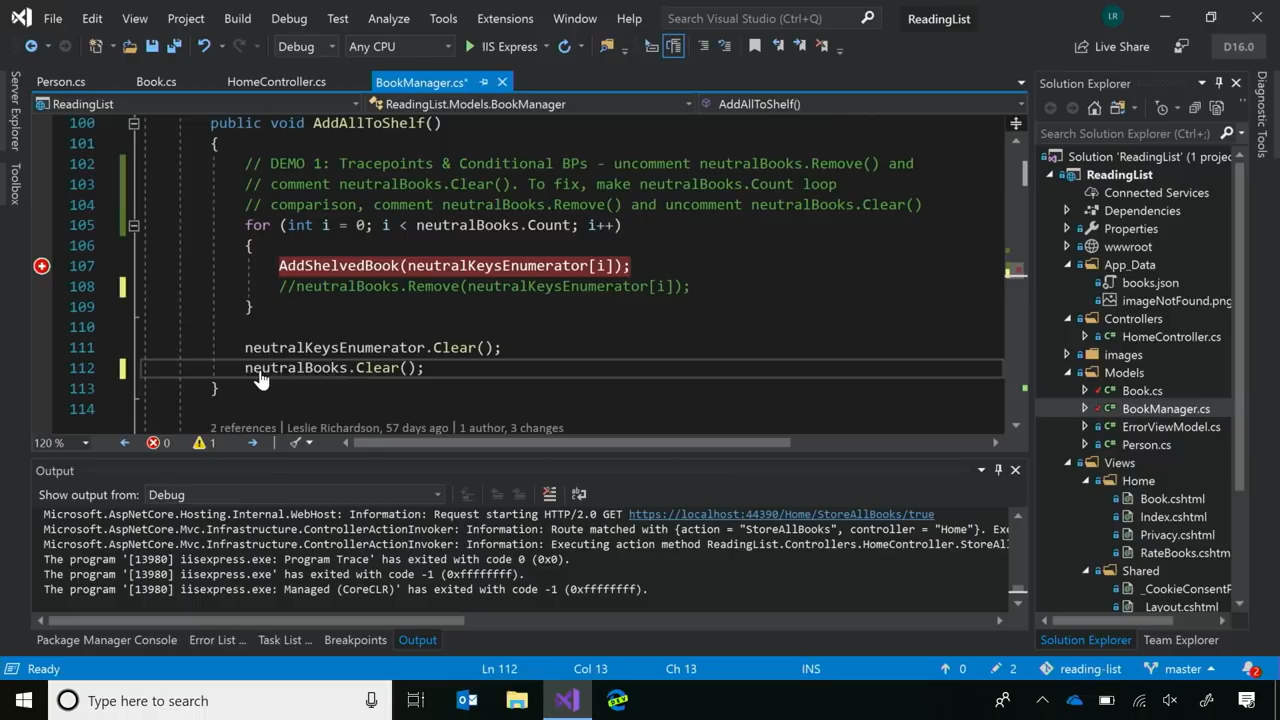 File Edit View Project Build Debug Test Analyze Tools Extensions Window Help Search Visual Studio (Ctrl+Q) ReadingList LR
Debug Any CPU IIS Express Live Share D16.0
Person.cs Book.cs HomeController.cs BookManager.cs*
ReadingList ReadingList.Models.BookManager AddAllToShelf()
100 public void AddAllToShelf()
101 {
102 // DEMO 1: Tracepoints & Conditional BPs - uncomment neutralBooks.Remove() and
103 // comment neutralBooks.Clear(). To fix, make neutralBooks.Count loop
104 // comparison, comment neutralBooks.Remove() and uncomment neutralBooks.Clear()
105 for (int i = 0; i < neutralBooks.Count; i++)
106 {
107 AddShelvedBook(neutralKeysEnumerator[i]);
108 //neutralBooks.Remove(neutralKeysEnumerator[i]);
109 }
110
111 neutralKeysEnumerator.Clear();
112 neutralBooks.Clear();
113 }
114
2 references | Leslie Richardson, 57 days ago | 1 author, 3 changes
120 % 0 1
Server Explorer
Toolbox
Output
Show output from: Debug
Microsoft.AspNetCore.Hosting.Internal.WebHost: Information: Request starting HTTP/2.0 GET https://localhost:44390/Home/StoreAllBooks/true
Microsoft.AspNetCore.Mvc.Infrastructure.ControllerActionInvoker: Information: Route matched with {action = "StoreAllBooks", controller = "Home"}. Exe
Microsoft.AspNetCore.Mvc.Infrastructure.ControllerActionInvoker: Information: Executing action method ReadingList.Controllers.HomeController.StoreAl
The program '[13980] iisexpress.exe: Program Trace' has exited with code 0 (0x0).
The program '[13980] iisexpress.exe' has exited with code -1 (0xffffffff).
The program '[13980] iisexpress.exe: Managed (CoreCLR)' has exited with code -1 (0xffffffff).
Package Manager Console Error List ... Task List ... Breakpoints Output
Solution Explorer
Search Solution Explorer (Ctrl+;)
Solution 'ReadingList' (1 projec
ReadingList
Connected Services
Dependencies
Properties
wwwroot
App_Data
books.json
imageNotFound.png
Controllers
C# HomeController.cs
images
Models
C# Book.cs
C# BookManager.cs
C# ErrorViewModel.cs
C# Person.cs
Views
Home
Book.cshtml
Index.cshtml
Privacy.cshtml
RateBooks.cshtm
Shared
_CookieConsentP
_Layout.cshtml
Solution Explorer Team Explorer
Diagnostic Tools
Ready Ln 112 Col 13 Ch 13 INS 0 2 reading-list master 2
Type here to search
DEV